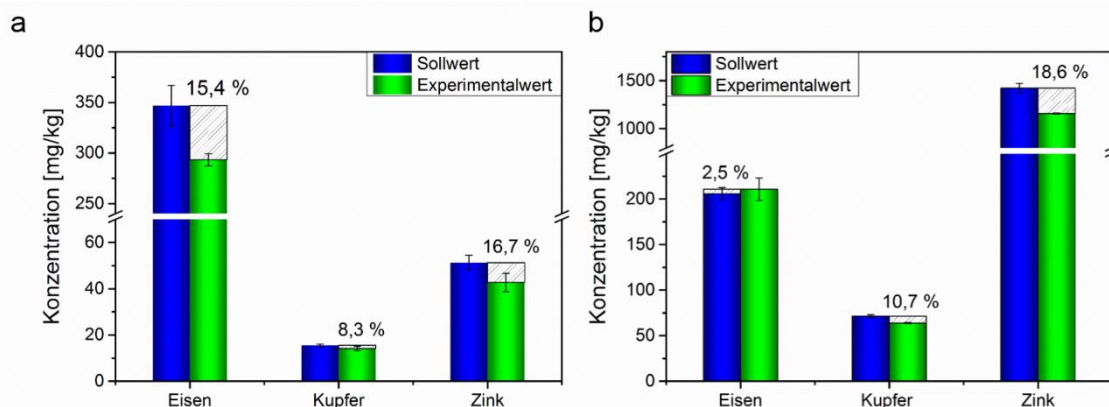 a
Konzentration [mg/kg]
400
350
300
250
60
40
20
0
Sollwert
Experimentalwert
15,4 %
8,3 %
16,7 %
Eisen Kupfer Zink
b
Konzentration [mg/kg]
1500
1000
200
150
100
50
0
Sollwert
Experimentalwert
2,5 %
10,7 %
18,6 %
Eisen Kupfer Zink